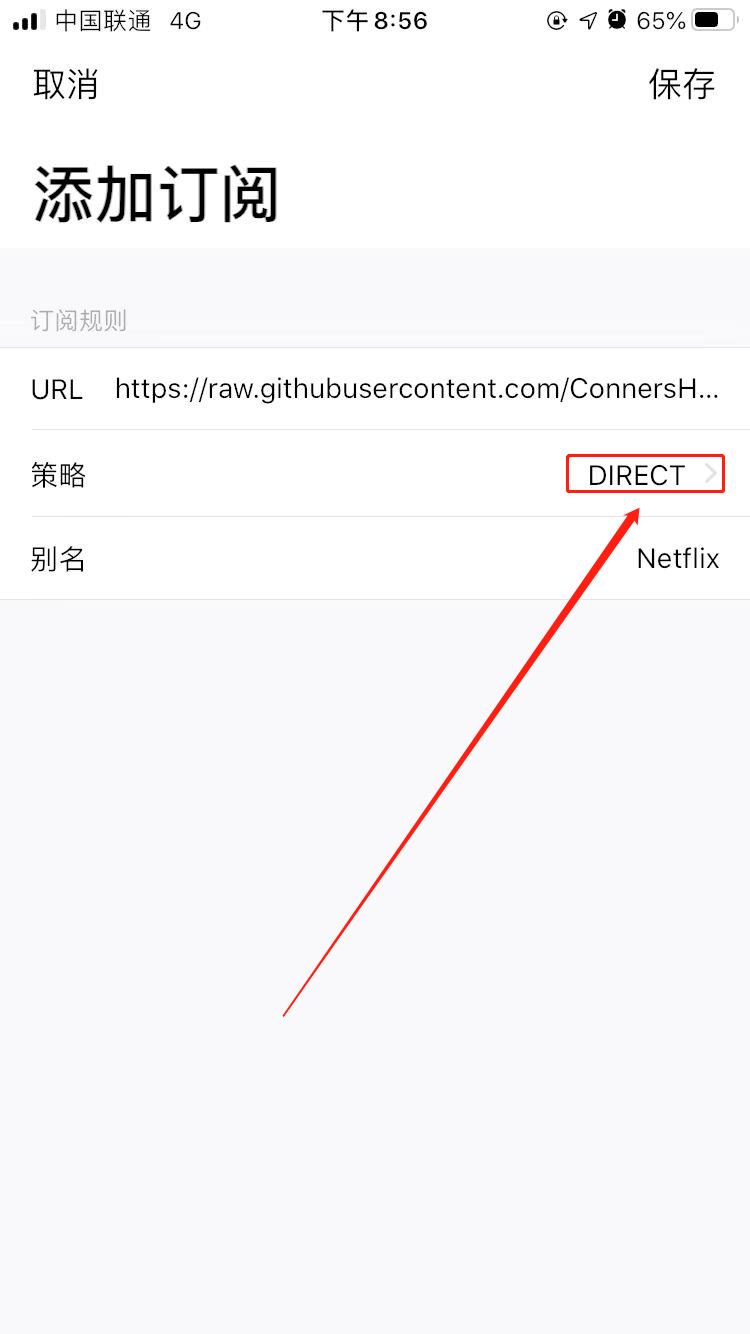 中国联通 4G 下午8:56 65%
取消 保存
添加订阅
订阅规则
URL https://raw.githubusercontent.com/ConnersH...
策略 DIRECT
别名 Netflix